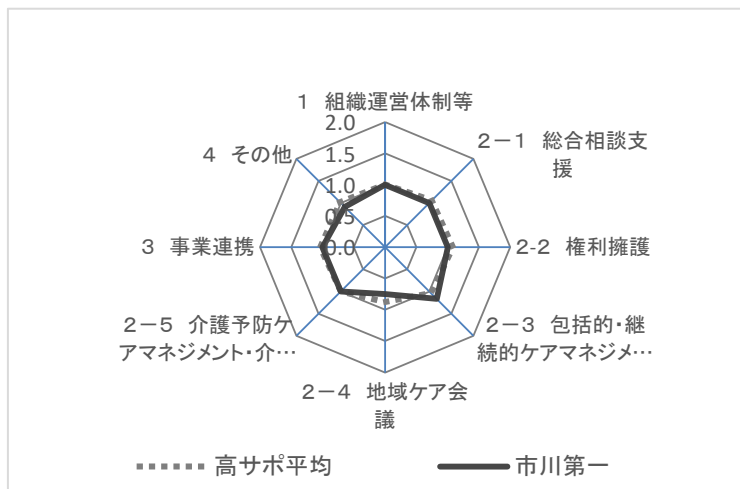 1 組織運営体制等
2.0
1.5
1.0
0.5
0.0
2－1 総合相談支
援
2-2 権利擁護
2－3 包括的・継
続的ケアマネジメ…
2－4 地域ケア会
議
2－5 介護予防ケ
アマネジメント・介…
3 事業連携
4 その他
高サポ平均
市川第一